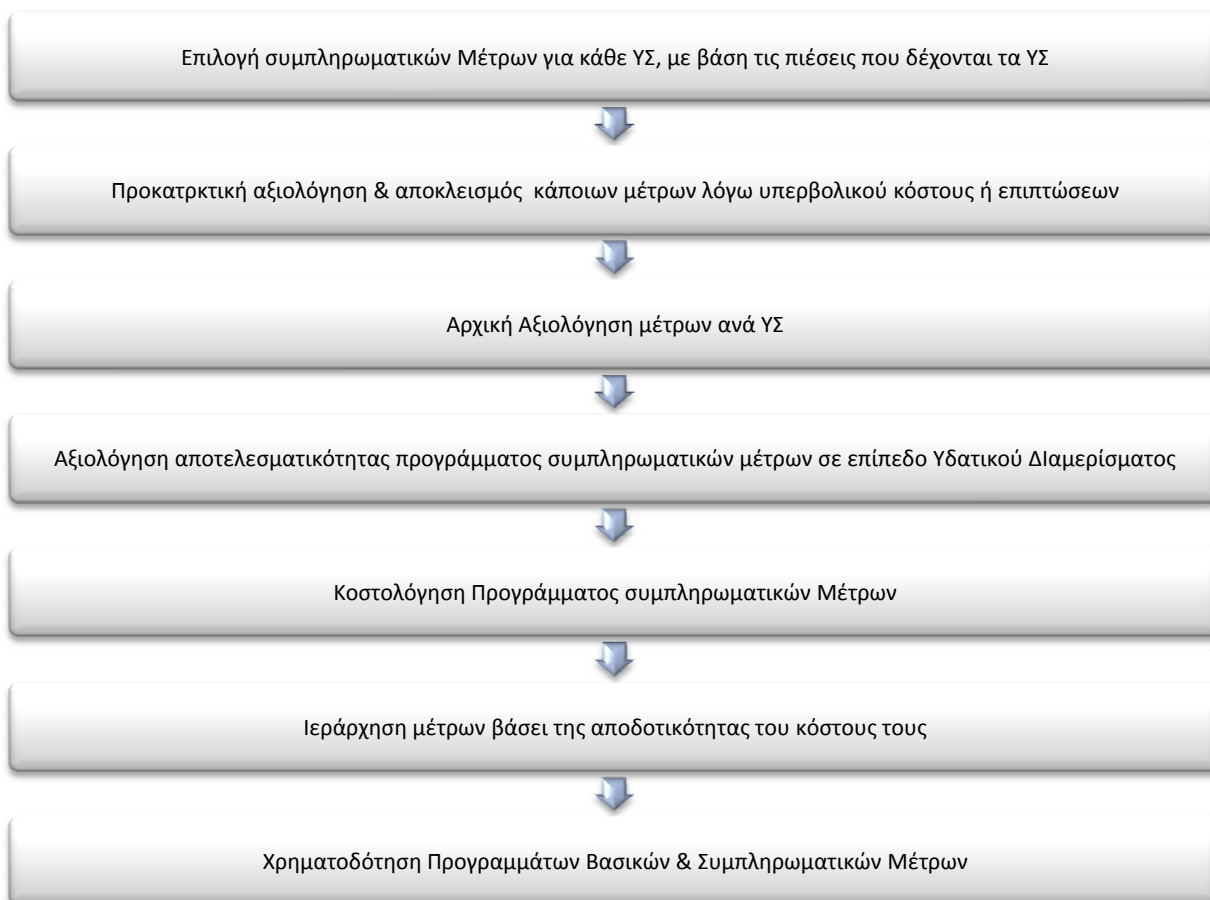 Επιλογή συμπληρωματικών Μέτρων για κάθε ΥΣ, με βάση τις πιέσεις που δέχονται τα ΥΣ
Προκατρκτική αξιολόγηση & αποκλεισμός κάποιων μέτρων λόγω υπερβολικού κόστους ή επιπτώσεων
Αρχική Αξιολόγηση μέτρων ανά ΥΣ
Αξιολόγηση αποτελεσματικότητας προγράμματος συμπληρωματικών μέτρων σε επίπεδο Υδατικού ΔΙαμερίσματος
Κοστολόγηση Προγράμματος συμπληρωματικών Μέτρων
Ιεράρχηση μέτρων βάσει της αποδοτικότητας του κόστους τους
Χρηματοδότηση Προγραμμάτων Βασικών & Συμπληρωματικών Μέτρων